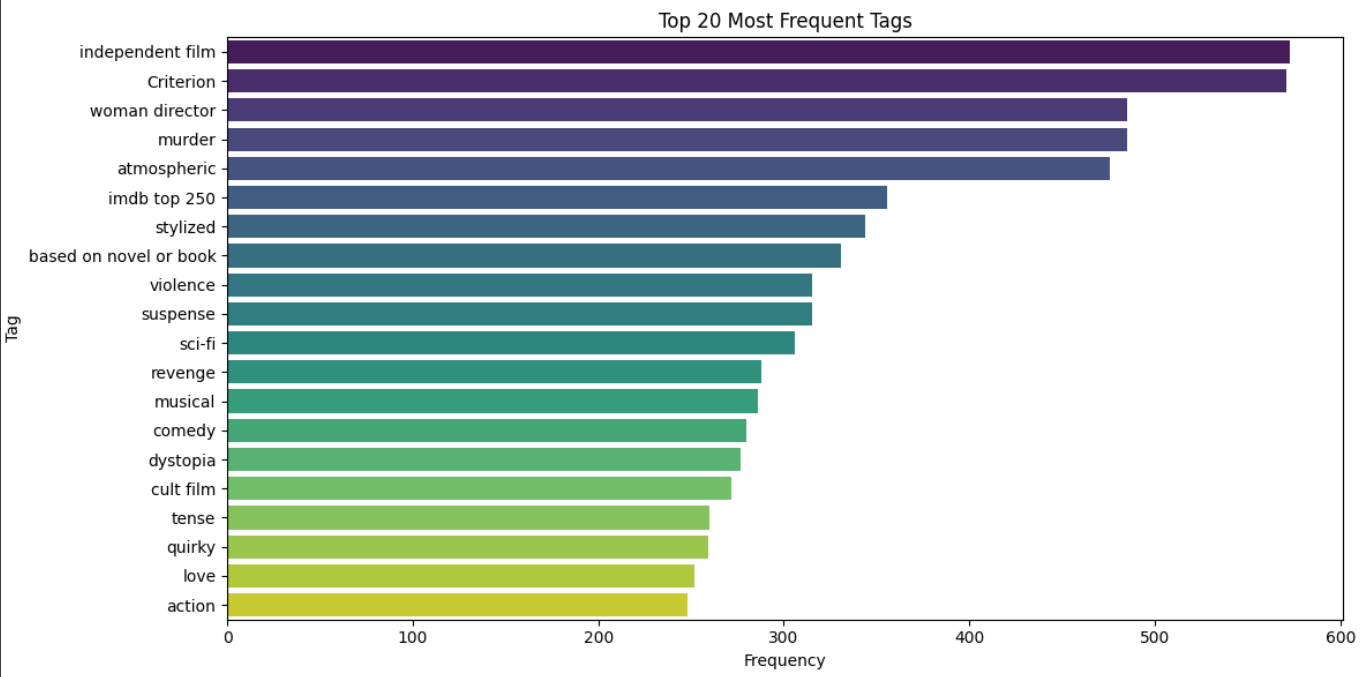 Top 20 Most Frequent Tags
independent film
Criterion
woman director
murder
atmospheric
imdb top 250
stylized
based on novel or book
violence
suspense
sci-fi
revenge
musical
comedy
dystopia
cult film
tense
quirky
love
action
Tag
0 100 200 300 400 500 600
Frequency